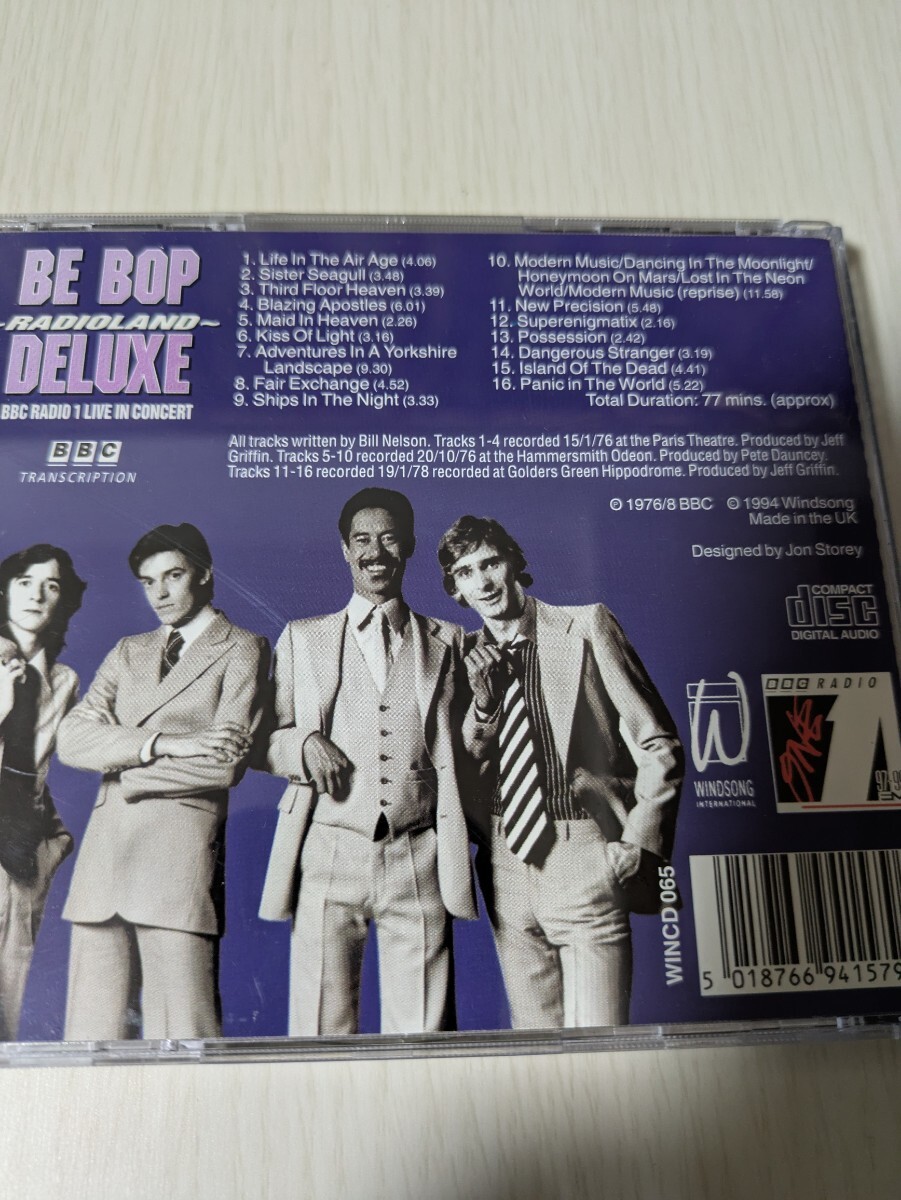 BE BOP
~RADIOLAND~
DELUXE
BBC RADIO 1 LIVE IN CONCERT
BBC
TRANSCRIPTION
1. Life In The Air Age (4.06)
2. Sister Seagull (3.48)
3. Third Floor Heaven (3.39)
4. Blazing Apostles (6.01)
5. Maid In Heaven (2.26)
6. Kiss Of Light (3.16)
7. Adventures In A Yorkshire
Landscape (9.30)
8. Fair Exchange (4.52)
9. Ships In The Night (3.33)
10. Modern Music/Dancing In The Moonlight/
Honeymoon On Mars/Lost In The Neon
World/Modern Music (reprise) (11.58)
11. New Precision (5.48)
12. Superenigmatix (2.16)
13. Possession (2.42)
14. Dangerous Stranger (3.19)
15. Island Of The Dead (4.41)
16. Panic in The World (5.22)
Total Duration: 77 mins. (approx)
All tracks written by Bill Nelson. Tracks 1-4 recorded 15/1/76 at the Paris Theatre. Produced by Jeff
Griffin. Tracks 5-10 recorded 20/10/76 at the Hammersmith Odeon. Produced by Pete Dauncey.
Tracks 11-16 recorded 19/1/78 recorded at Golders Green Hippodrome. Produced by Jeff Griffin.
℗ 1976/8 BBC © 1994 Windsong
Made in the UK
Designed by Jon Storey
COMPACT
disc
DIGITAL AUDIO
W
WINDSONG
INTERNATIONAL
BBC RADIO
1
WINCD 065
5 018766 941579